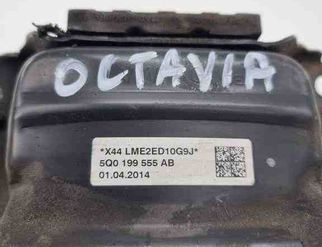 OCTAVIA
*X44 LME2ED10G9J*
5Q0 199 555 AB
01.04.2014